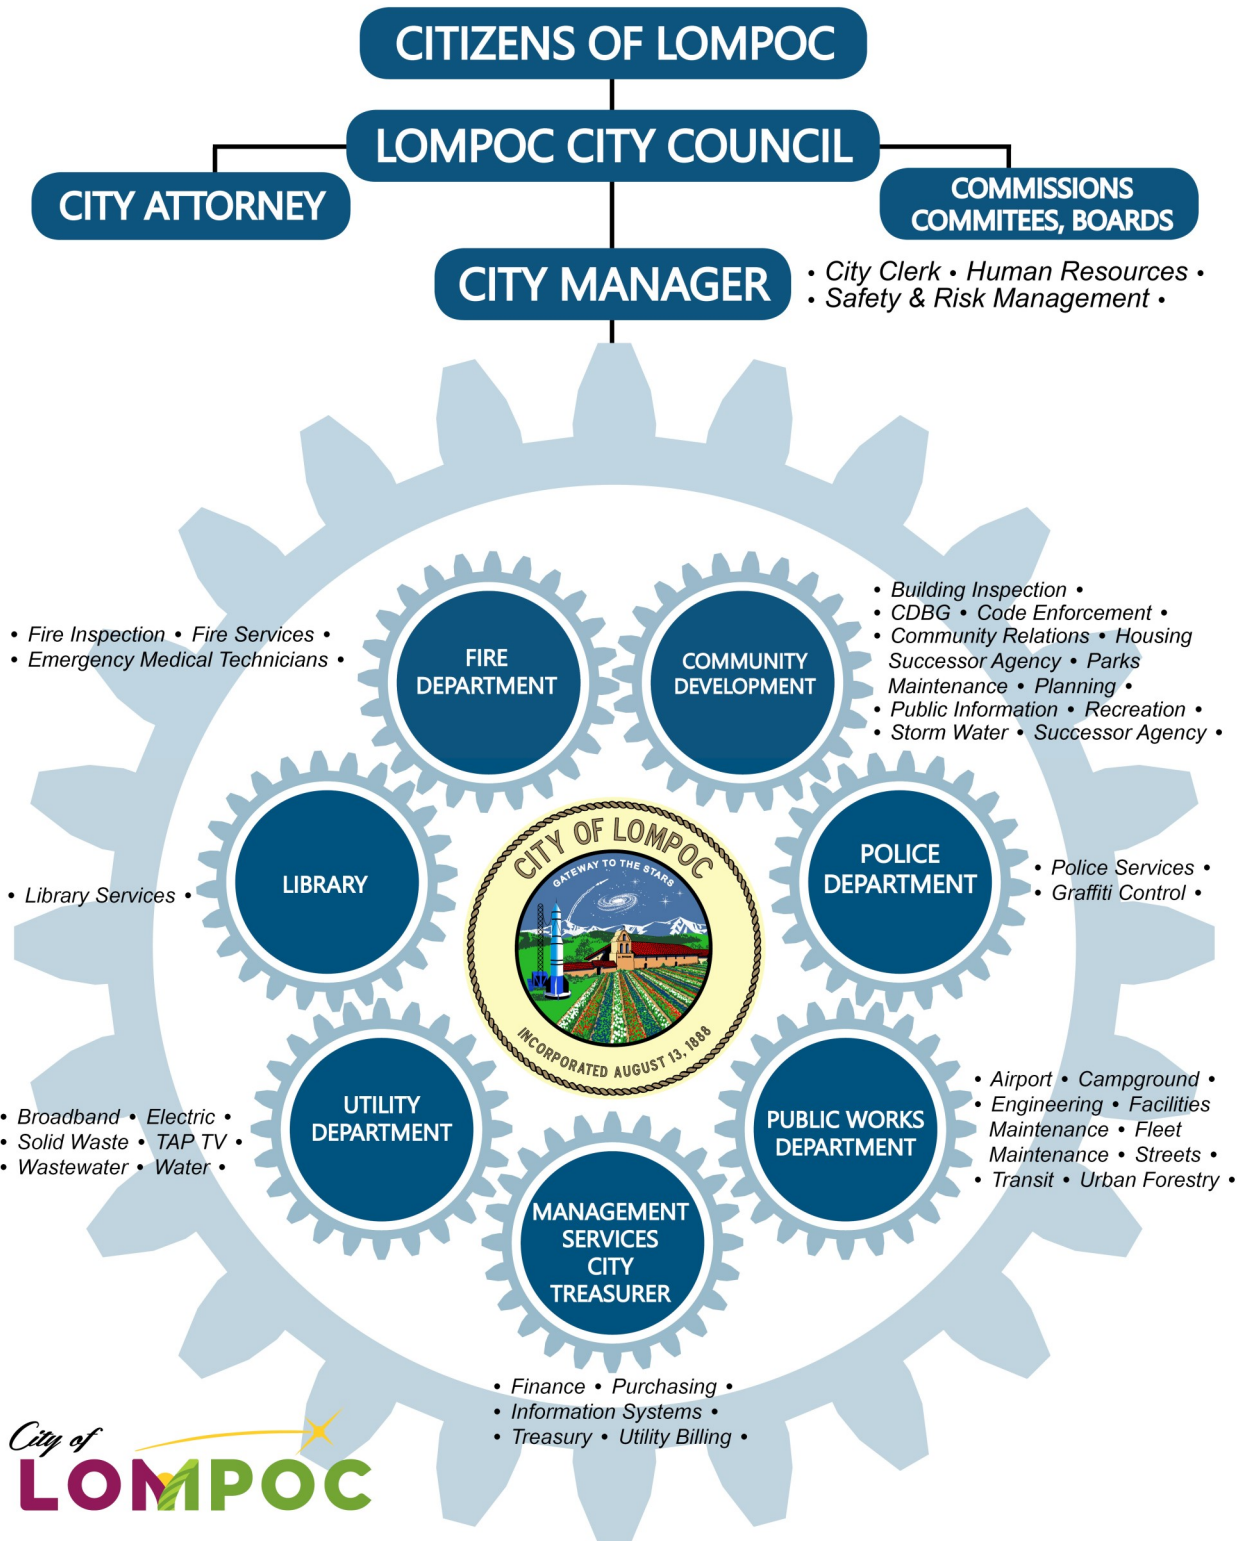 CITIZENS OF LOMPOC
LOMPOC CITY COUNCIL
CITY ATTORNEY
COMMISSIONS
COMMITEES, BOARDS
CITY MANAGER
• City Clerk • Human Resources •
• Safety & Risk Management •
FIRE
DEPARTMENT
• Fire Inspection • Fire Services •
• Emergency Medical Technicians •
COMMUNITY
DEVELOPMENT
• Building Inspection •
• CDBG • Code Enforcement •
• Community Relations • Housing
Successor Agency • Parks
Maintenance • Planning •
• Public Information • Recreation •
• Storm Water • Successor Agency •
LIBRARY
• Library Services •
CITY OF LOMPOC
GATEWAY TO THE STARS
INCORPORATED AUGUST 13, 1888
POLICE
DEPARTMENT
• Police Services •
• Graffiti Control •
UTILITY
DEPARTMENT
• Broadband • Electric •
• Solid Waste • TAP TV •
• Wastewater • Water •
PUBLIC WORKS
DEPARTMENT
• Airport • Campground •
• Engineering • Facilities
Maintenance • Fleet
Maintenance • Streets •
• Transit • Urban Forestry •
MANAGEMENT
SERVICES
CITY
TREASURER
• Finance • Purchasing •
• Information Systems •
• Treasury • Utility Billing •
City of
LOMPOC